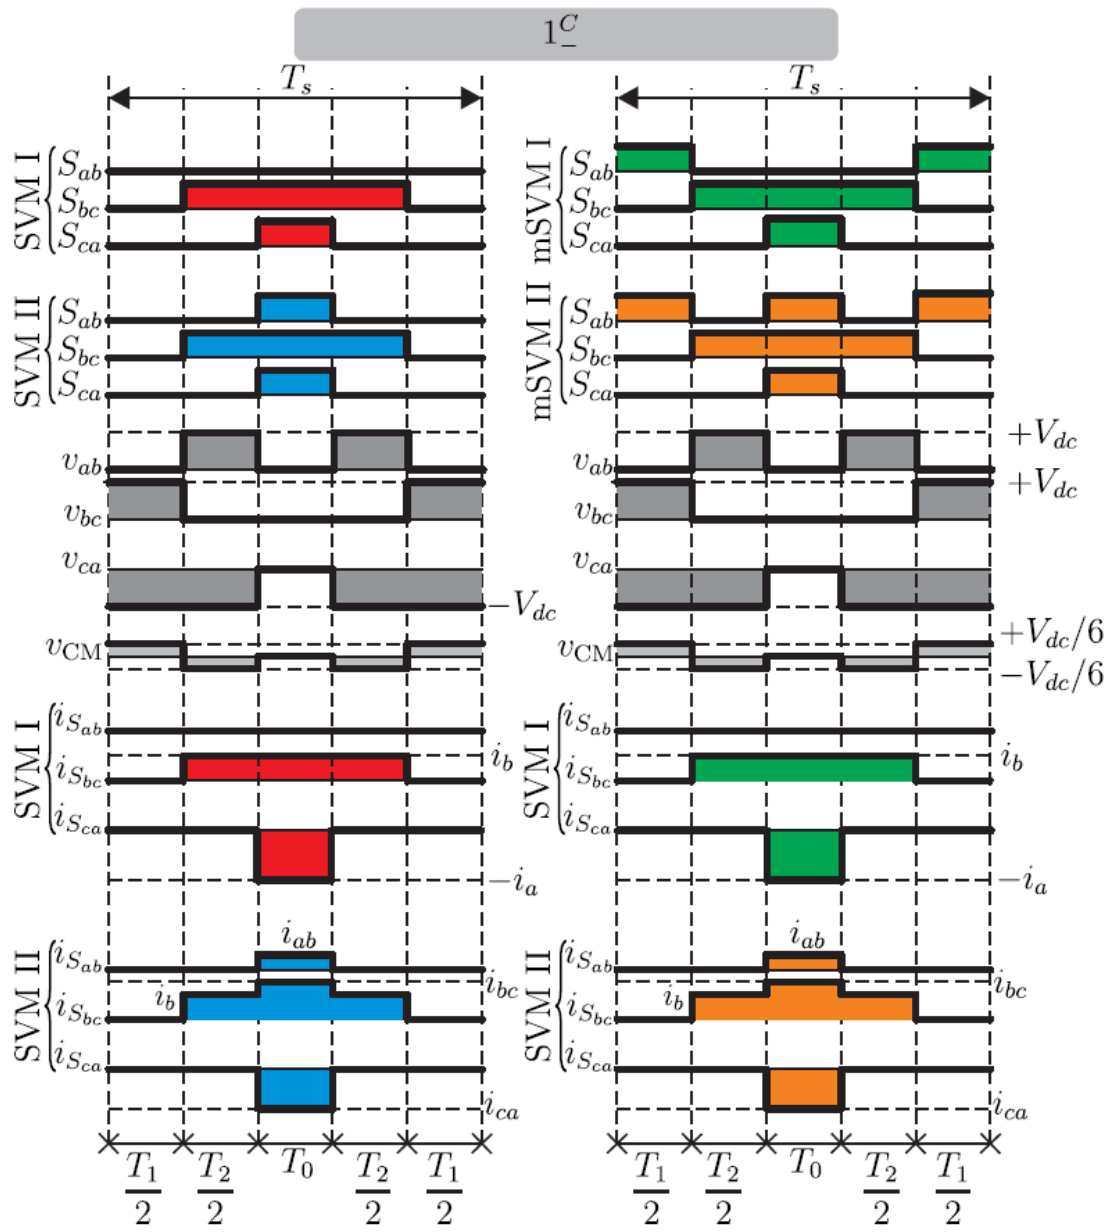 1_-^C
T_s T_s
SVM I
S_ab
S_bc
S_ca
mSVM I
S_ab
S_bc
S_ca
SVM II
S_ab
S_bc
S_ca
mSVM II
S_ab
S_bc
S_ca
v_ab v_ab +V_dc
v_bc v_bc +V_dc
v_ca v_ca
−V_dc
v_CM v_CM +V_dc/6
−V_dc/6
SVM I
i_S_ab
i_S_bc i_b
i_S_ca
−i_a
SVM I
i_S_ab
i_S_bc i_b
i_S_ca
−i_a
SVM II
i_ab
i_S_ab
i_bc
i_b
i_S_bc
i_S_ca
i_ca
SVM II
i_ab
i_S_ab
i_bc
i_b
i_S_bc
i_S_ca
i_ca
T_1/2 T_2/2 T_0 T_2/2 T_1/2 T_1/2 T_2/2 T_0 T_2/2 T_1/2